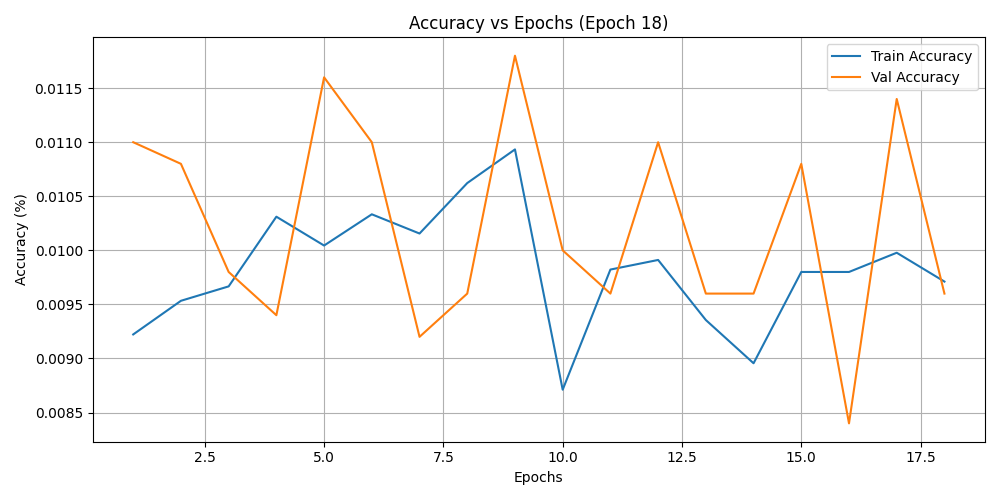 Accuracy vs Epochs (Epoch 18)
Train Accuracy
Val Accuracy
0.0115
0.0110
0.0105
0.0100
0.0095
0.0090
0.0085
Accuracy (%)
2.5 5.0 7.5 10.0 12.5 15.0 17.5
Epochs